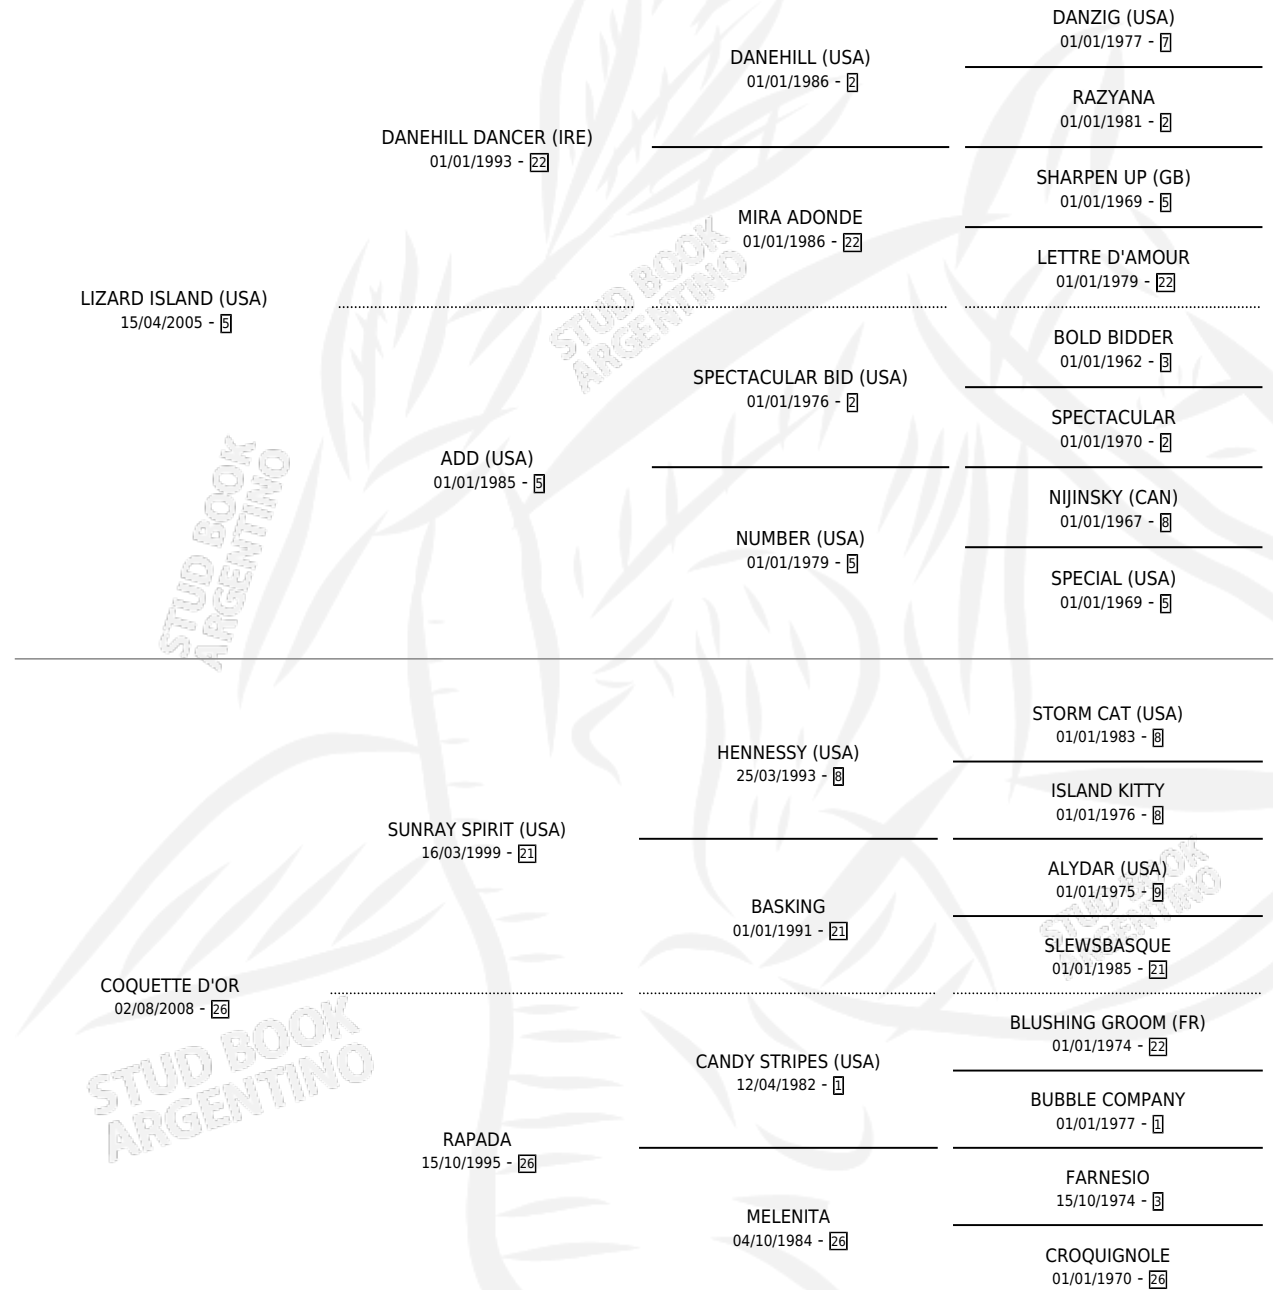 DANZIG (USA)
01/01/1977 - 7
DANEHILL (USA)
01/01/1986 - 2
RAZYANA
01/01/1981 - 2
DANEHILL DANCER (IRE)
01/01/1993 - 22
SHARPEN UP (GB)
01/01/1969 - 5
MIRA ADONDE
01/01/1986 - 22
LETTRE D'AMOUR
01/01/1979 - 22
LIZARD ISLAND (USA)
15/04/2005 - 5
BOLD BIDDER
01/01/1962 - 3
SPECTACULAR BID (USA)
01/01/1976 - 2
SPECTACULAR
01/01/1970 - 2
ADD (USA)
01/01/1985 - 5
NIJINSKY (CAN)
01/01/1967 - 8
NUMBER (USA)
01/01/1979 - 5
SPECIAL (USA)
01/01/1969 - 5
STORM CAT (USA)
01/01/1983 - 8
HENNESSY (USA)
25/03/1993 - 8
ISLAND KITTY
01/01/1976 - 8
SUNRAY SPIRIT (USA)
16/03/1999 - 21
ALYDAR (USA)
01/01/1975 - 9
BASKING
01/01/1991 - 21
SLEWSBASQUE
01/01/1985 - 21
COQUETTE D'OR
02/08/2008 - 26
BLUSHING GROOM (FR)
01/01/1974 - 22
CANDY STRIPES (USA)
12/04/1982 - 1
BUBBLE COMPANY
01/01/1977 - 1
RAPADA
15/10/1995 - 26
FARNESIO
15/10/1974 - 3
MELENITA
04/10/1984 - 26
CROQUIGNOLE
01/01/1970 - 26
STUD BOOK
ARGENTINO
STUD BOOK
ARGENTINO
STUD BOOK
ARGENTINO
STUD BOOK
ARGENTINO